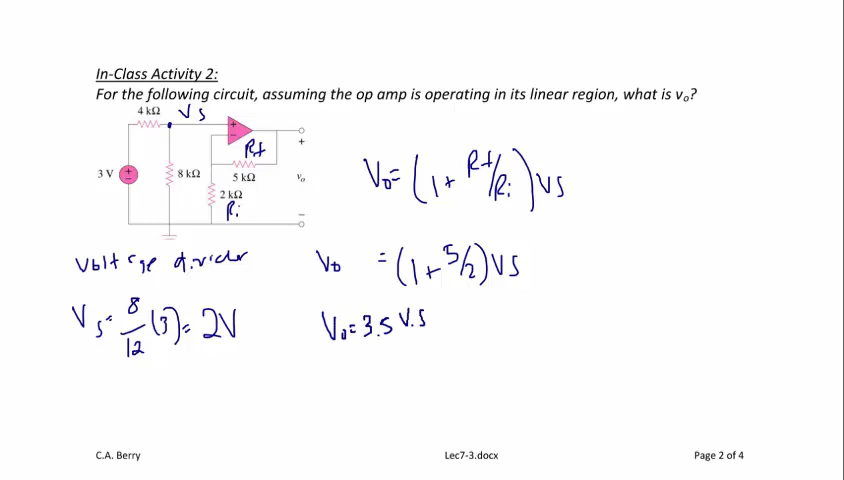 In-Class Activity 2:
For the following circuit, assuming the op amp is operating in its linear region, what is vₒ?
4 kΩ
Vs
+
−
Rf
+
3 V
+
−
8 kΩ
5 kΩ
vₒ
2 kΩ
Ri
−
Vo = (1 + Rf/Ri) Vs
Voltage divider
Vo = (1 + 5/2) Vs
Vs = 8/12 (3) = 2V
Vo = 3.5 V.S
C.A. Berry
Lec7-3.docx
Page 2 of 4